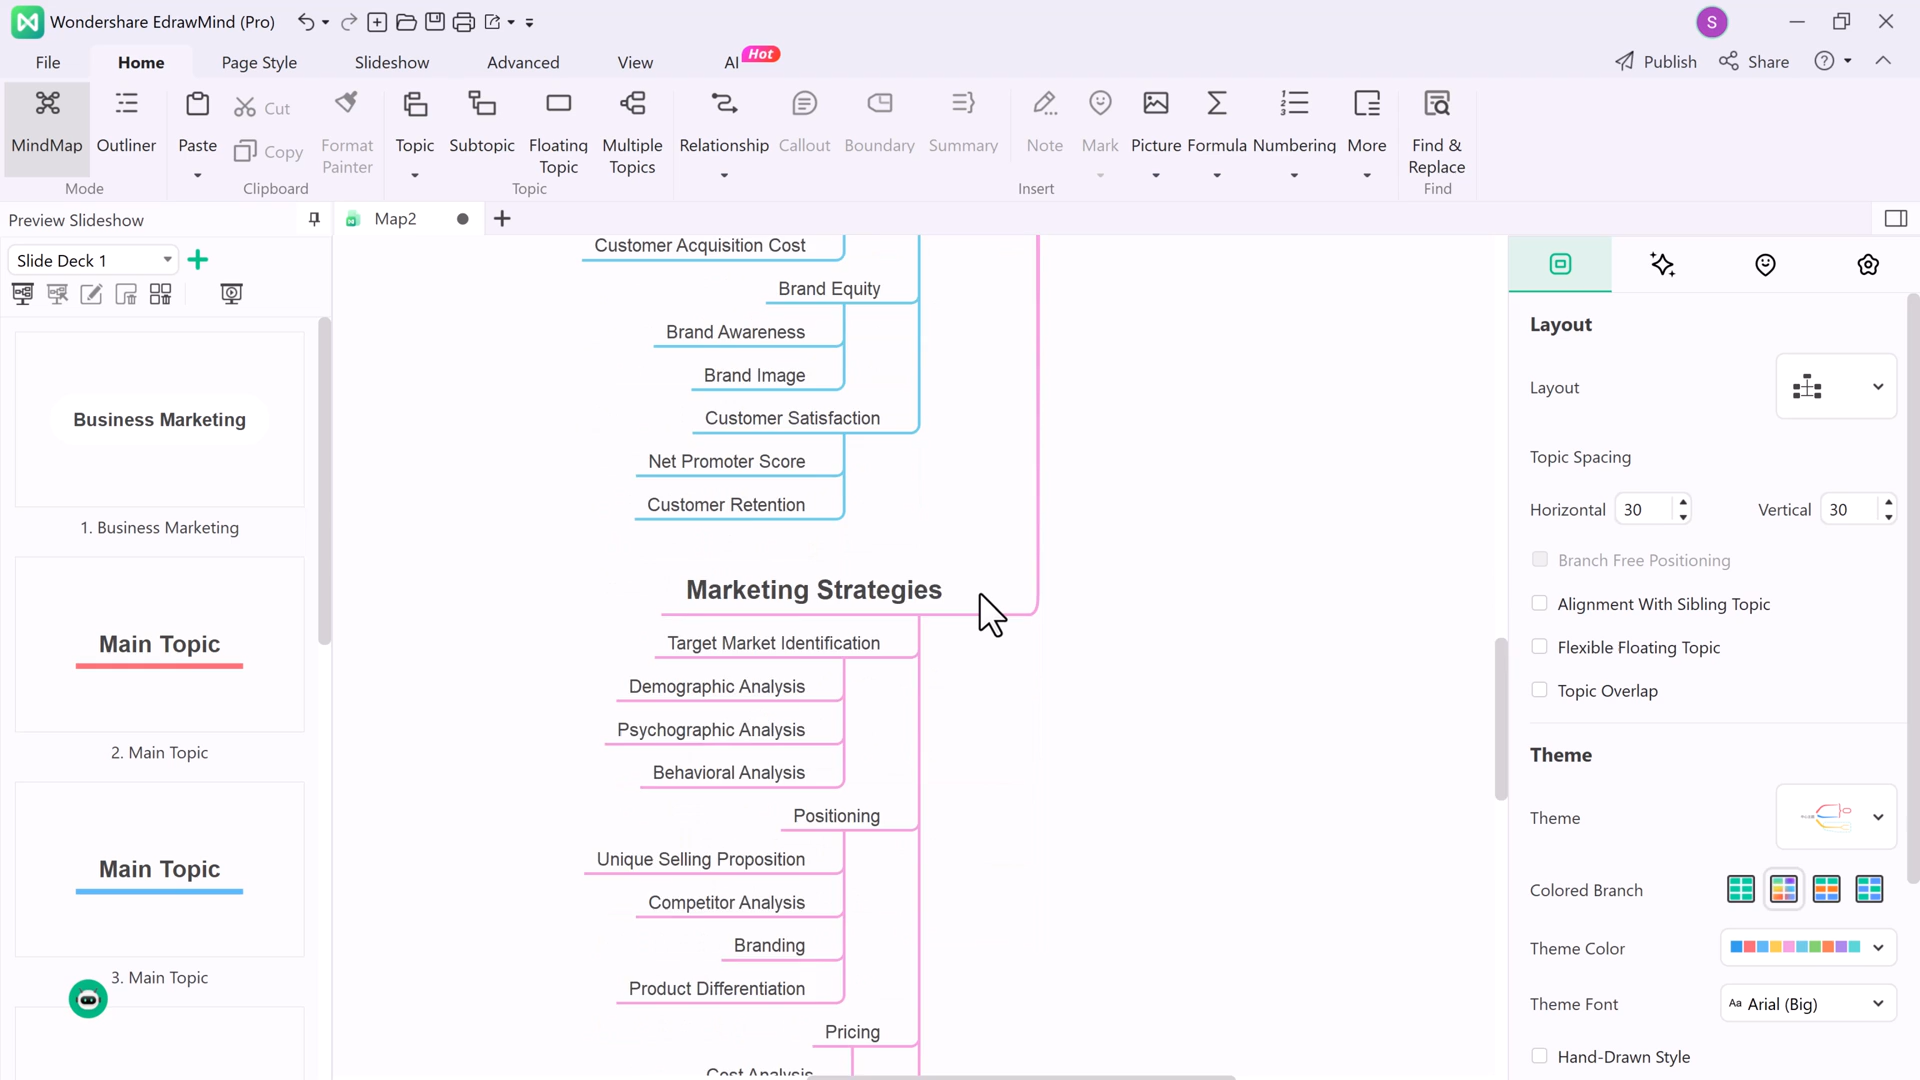 Wondershare EdrawMind (Pro)
S
File
Home
Page Style
Slideshow
Advanced
View
AI
Hot
Publish
Share
MindMap
Outliner
Mode
Paste
Cut
Copy
Format Painter
Clipboard
Topic
Subtopic
Floating Topic
Multiple Topics
Topic
Relationship
Callout
Boundary
Summary
Note
Mark
Picture
Formula
Numbering
More
Insert
Find & Replace
Find
Preview Slideshow
Map2
Slide Deck 1
Business Marketing
1. Business Marketing
Main Topic
2. Main Topic
Main Topic
3. Main Topic
Customer Acquisition Cost
Brand Equity
Brand Awareness
Brand Image
Customer Satisfaction
Net Promoter Score
Customer Retention
Marketing Strategies
Target Market Identification
Demographic Analysis
Psychographic Analysis
Behavioral Analysis
Positioning
Unique Selling Proposition
Competitor Analysis
Branding
Product Differentiation
Pricing
Cost Analysis
Layout
Layout
Topic Spacing
Horizontal 30
Vertical 30
Branch Free Positioning
Alignment With Sibling Topic
Flexible Floating Topic
Topic Overlap
Theme
Theme
Colored Branch
Theme Color
Theme Font
Aa Arial (Big)
Hand-Drawn Style